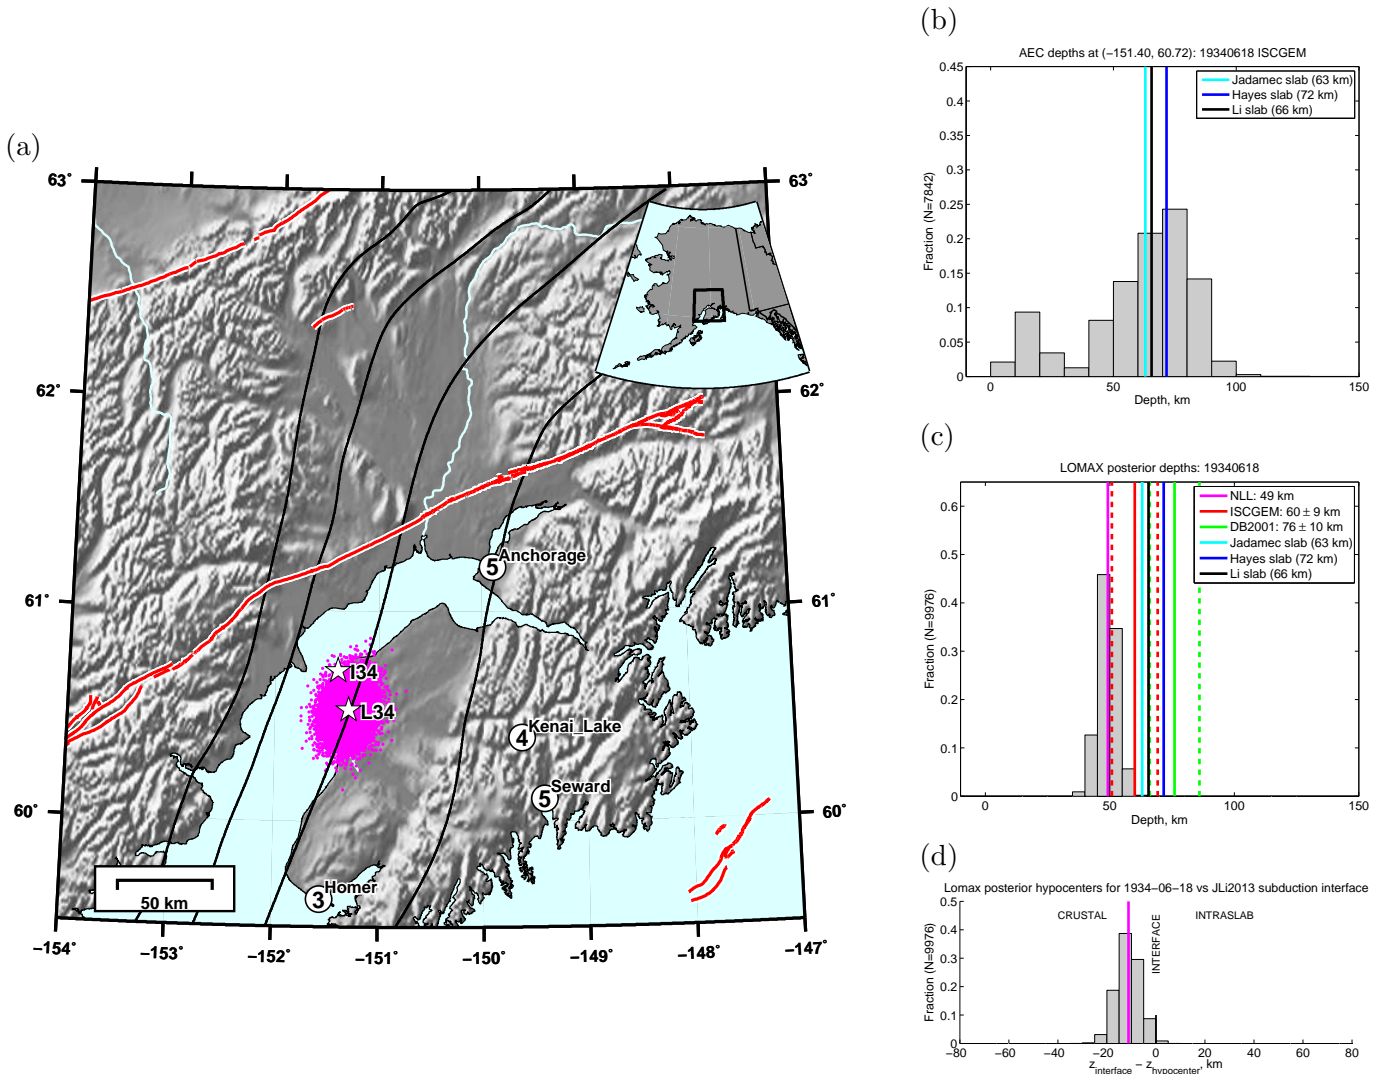 (a)
63˚
63˚
62˚
62˚
61˚
61˚
60˚
60˚
−154˚
−153˚
−152˚
−151˚
−150˚
−149˚
−148˚
−147˚
5
Anchorage
I34
L34
4
Kenai_Lake
5
Seward
3
Homer
50 km
(b)
AEC depths at (−151.40, 60.72): 19340618 ISCGEM
Jadamec slab (63 km)
Hayes slab (72 km)
Li slab (66 km)
Fraction (N=7842)
0.45
0.4
0.35
0.3
0.25
0.2
0.15
0.1
0.05
0
0 50 100 150
Depth, km
(c)
LOMAX posterior depths: 19340618
NLL: 49 km
ISCGEM: 60 ± 9 km
DB2001: 76 ± 10 km
Jadamec slab (63 km)
Hayes slab (72 km)
Li slab (66 km)
Fraction (N=9976)
0.6
0.5
0.4
0.3
0.2
0.1
0
0 50 100 150
Depth, km
(d)
Lomax posterior hypocenters for 1934−06−18 vs JLi2013 subduction interface
CRUSTAL
INTERFACE
INTRASLAB
Fraction (N=9976)
0.5
0.4
0.3
0.2
0.1
0
−80 −60 −40 −20 0 20 40 60 80
z_interface − z_hypocenter, km